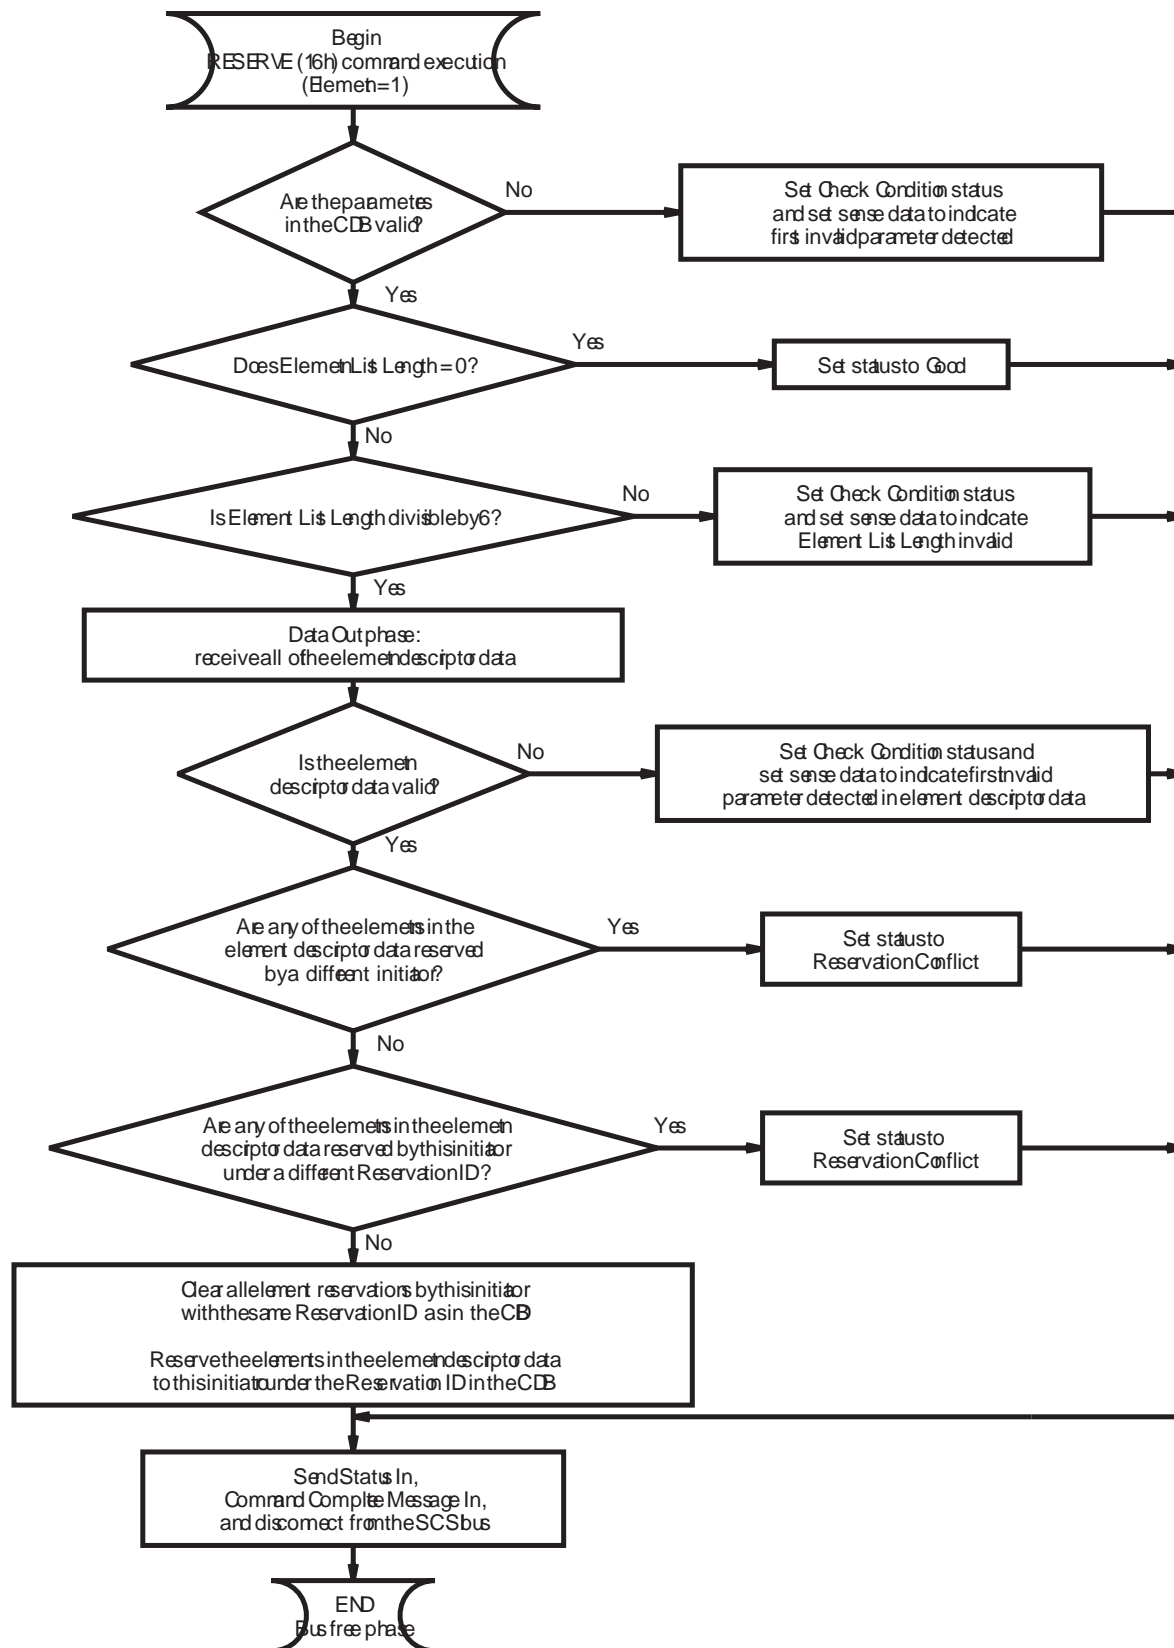 Begin
RESERVE (16h) command execution
(Element = 1)
Are the parameters
in the CDB valid?
No
Set Check Condition status
and set sense data to indicate
first invalid parameter detected
Yes
Does Element List Length = 0?
Yes
Set status to Good
No
Is Element List Length divisible by 6?
No
Set Check Condition status
and set sense data to indicate
Element List Length invalid
Yes
Data Out phase:
receive all of the element descriptor data
Is the element
descriptor data valid?
No
Set Check Condition status and
set sense data to indicate first invalid
parameter detected in element descriptor data
Yes
Are any of the elements in the
element descriptor data reserved
by a different initiator?
Yes
Set status to
Reservation Conflict
No
Are any of the elements in the element
descriptor data reserved by this initiator
under a different Reservation ID?
Yes
Set status to
Reservation Conflict
No
Clear all element reservations by this initiator
with the same Reservation ID as in the CDB
Reserve the elements in the element descriptor data
to this initiator under the Reservation ID in the CDB
Send Status In,
Command Complete Message In,
and disconnect from the SCSI bus
END
Bus free phase